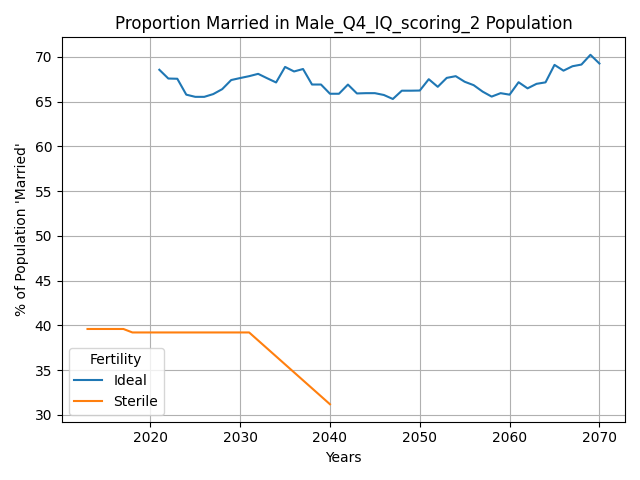 Proportion Married in Male_Q4_IQ_scoring_2 Population
% of Population 'Married'
70
65
60
55
50
45
40
35
30
Fertility
Ideal
Sterile
2020 2030 2040 2050 2060 2070
Years